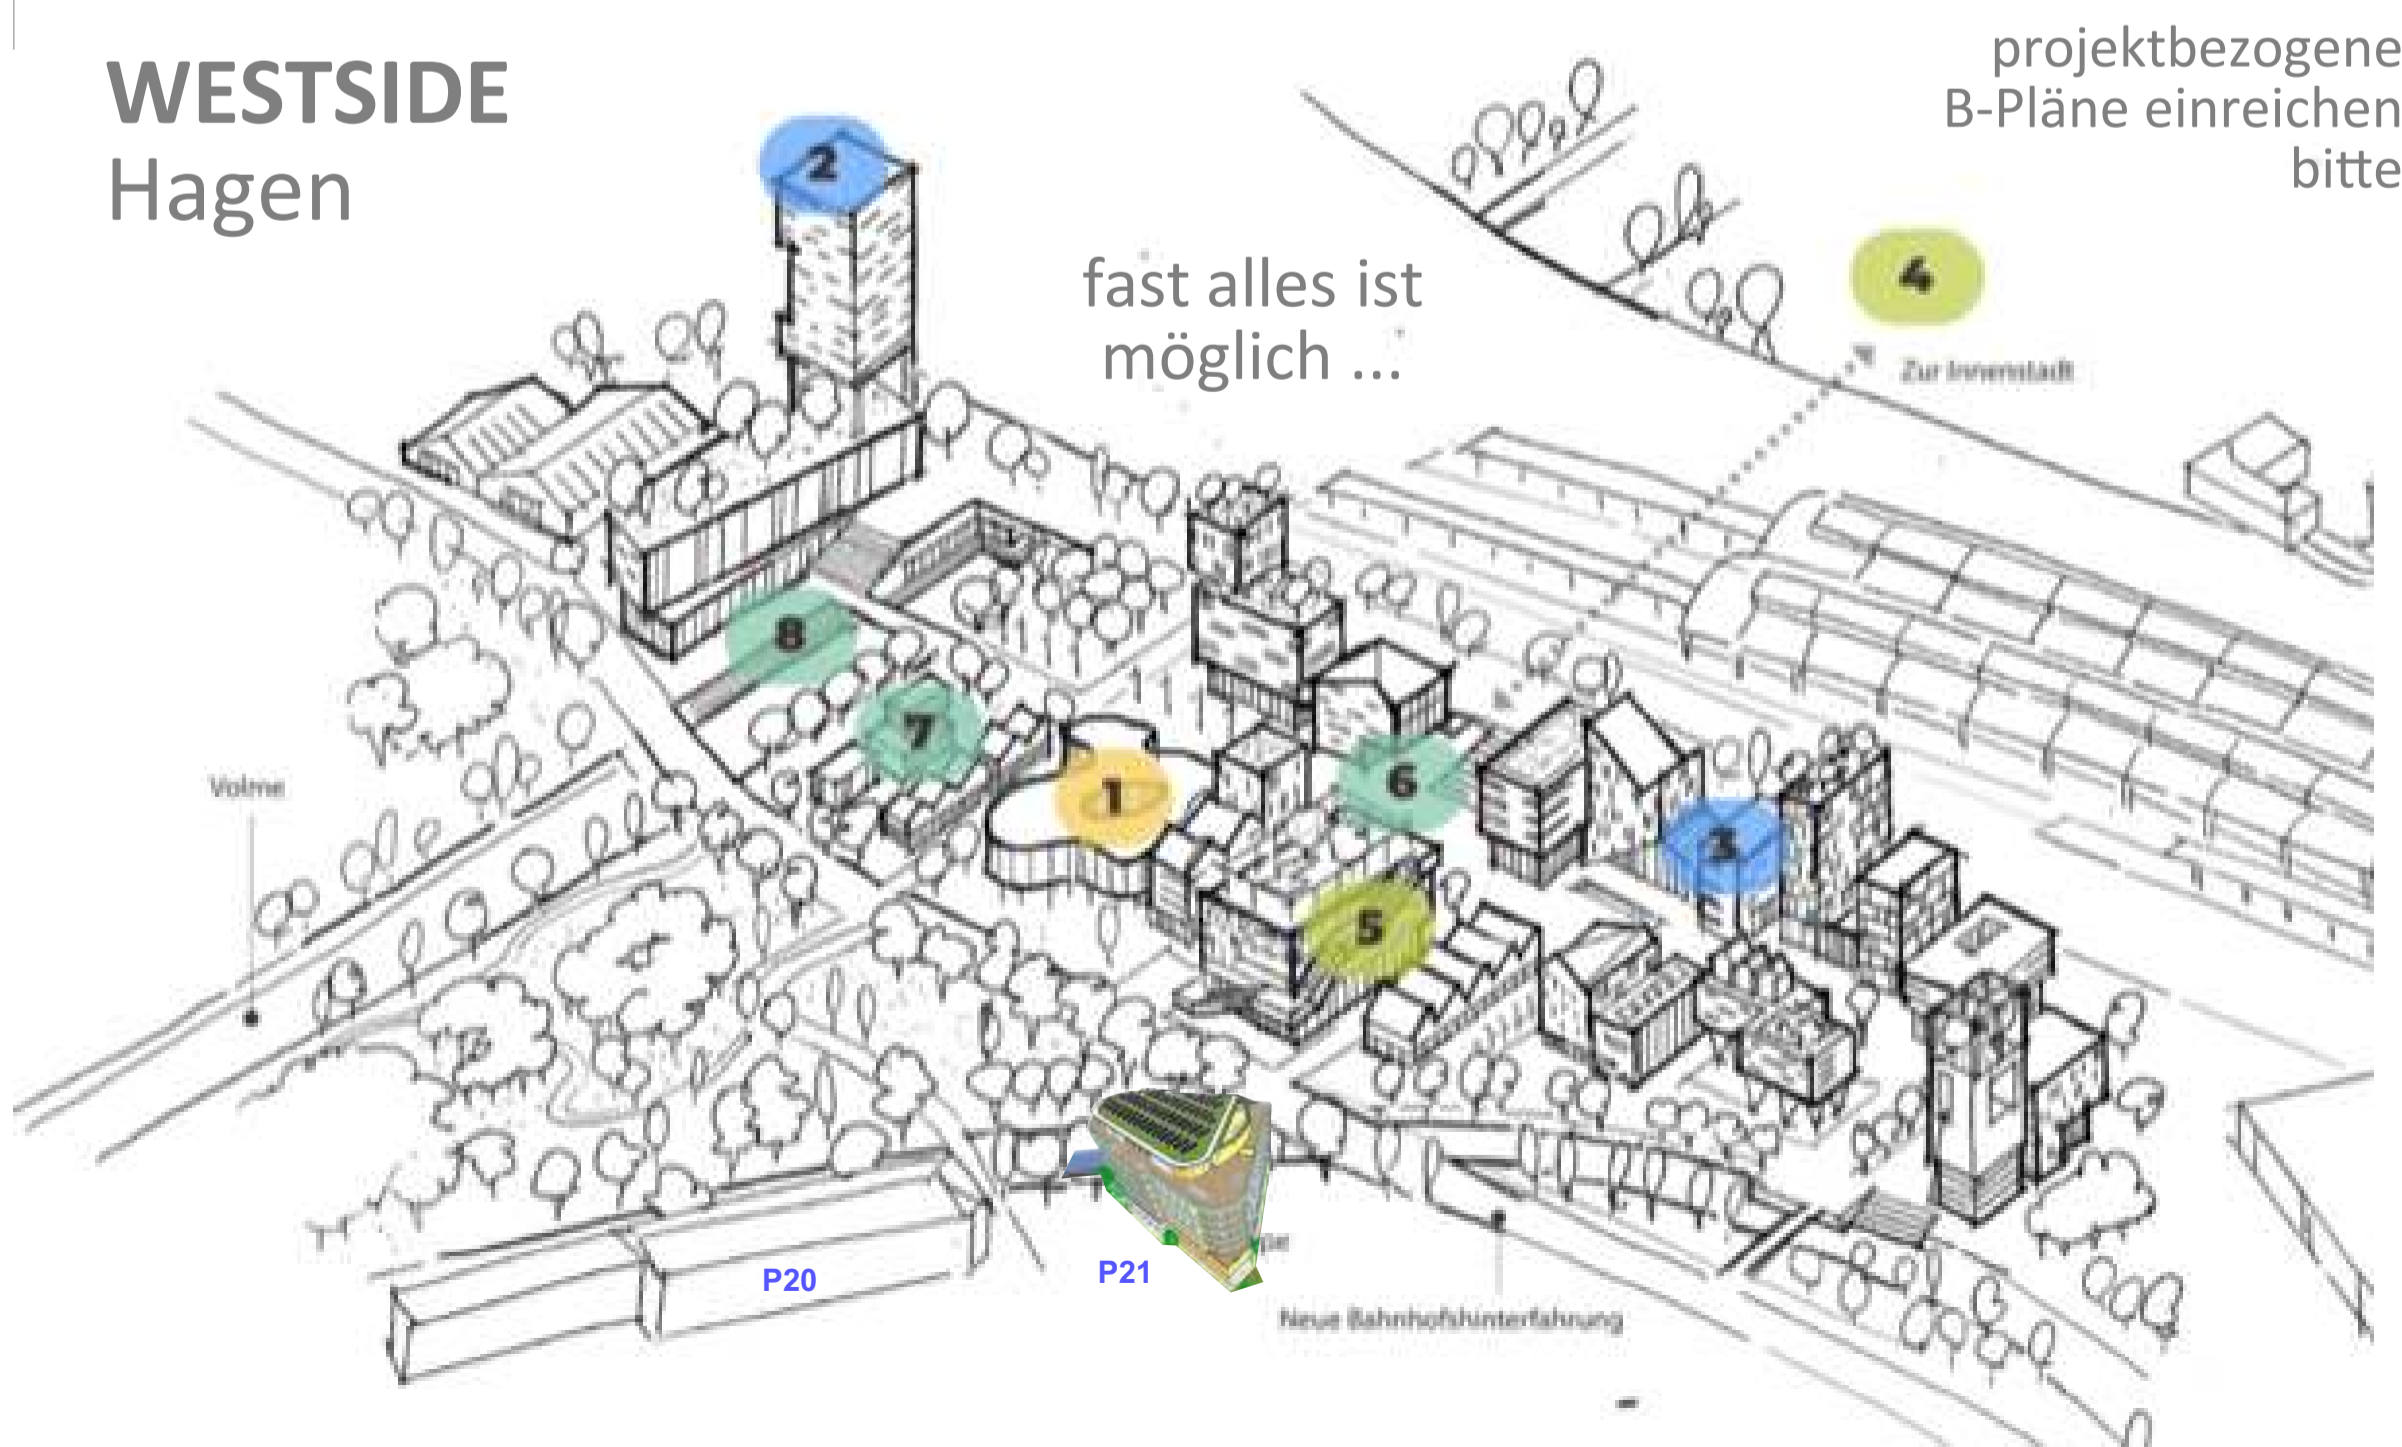 WESTSIDE
Hagen
projektbezogene
B-Pläne einreichen
bitte
fast alles ist
möglich ...
2
4
Zur Innenstadt
8
7
1
6
3
5
Volme
P20
P21
Neue Bahnhofshinterfahrung